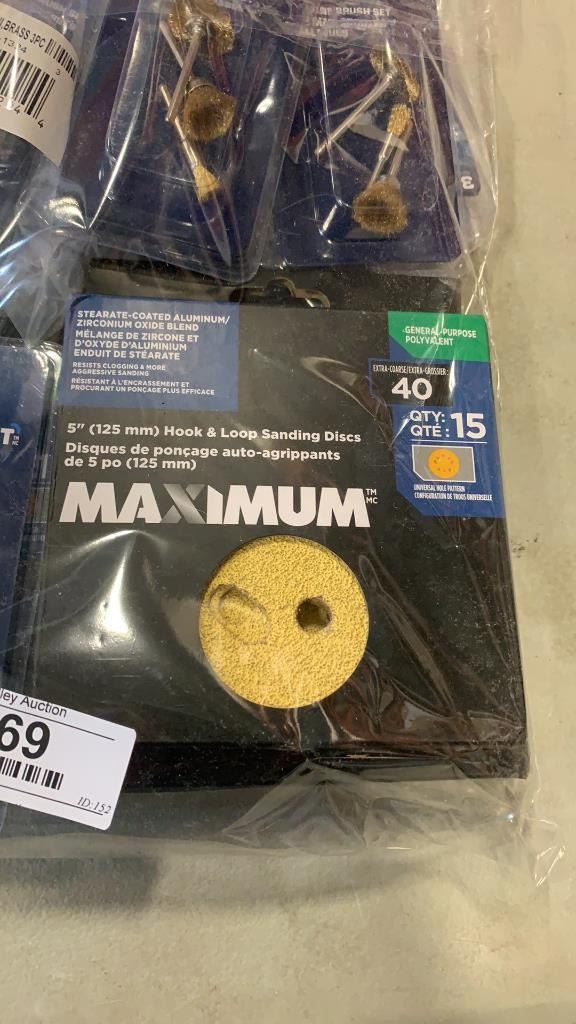 BRASS 3PC
BRUSH SET
STEARATE-COATED ALUMINUM/
ZIRCONIUM OXIDE BLEND
MÉLANGE DE ZIRCONE ET
D'OXYDE D'ALUMINIUM
ENDUIT DE STÉARATE
RESISTS CLOGGING & MORE
AGGRESSIVE SANDING
RÉSISTANT À L'ENCRASSEMENT ET
PROCURANT UN PONÇAGE PLUS EFFICACE
GENERAL-PURPOSE
POLYVALENT
EXTRA-COARSE/EXTRA-GROSSIER:
40
QTY:
QTÉ : 15
UNIVERSAL HOLE PATTERN
CONFIGURATION DE TROUS UNIVERSELLE
5" (125 mm) Hook & Loop Sanding Discs
Disques de ponçage auto-agrippants
de 5 po (125 mm)
MAXIMUM™
MC
ley Auction
69
ID:152